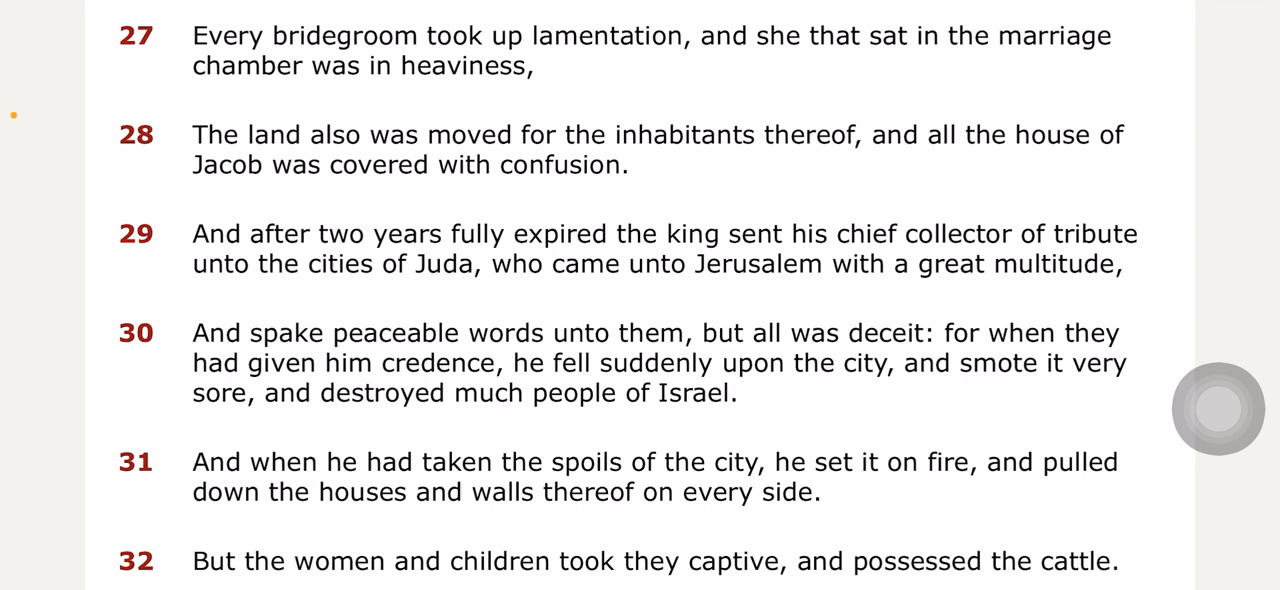 27 Every bridegroom took up lamentation, and she that sat in the marriage
chamber was in heaviness,
28 The land also was moved for the inhabitants thereof, and all the house of
Jacob was covered with confusion.
29 And after two years fully expired the king sent his chief collector of tribute
unto the cities of Juda, who came unto Jerusalem with a great multitude,
30 And spake peaceable words unto them, but all was deceit: for when they
had given him credence, he fell suddenly upon the city, and smote it very
sore, and destroyed much people of Israel.
31 And when he had taken the spoils of the city, he set it on fire, and pulled
down the houses and walls thereof on every side.
32 But the women and children took they captive, and possessed the cattle.